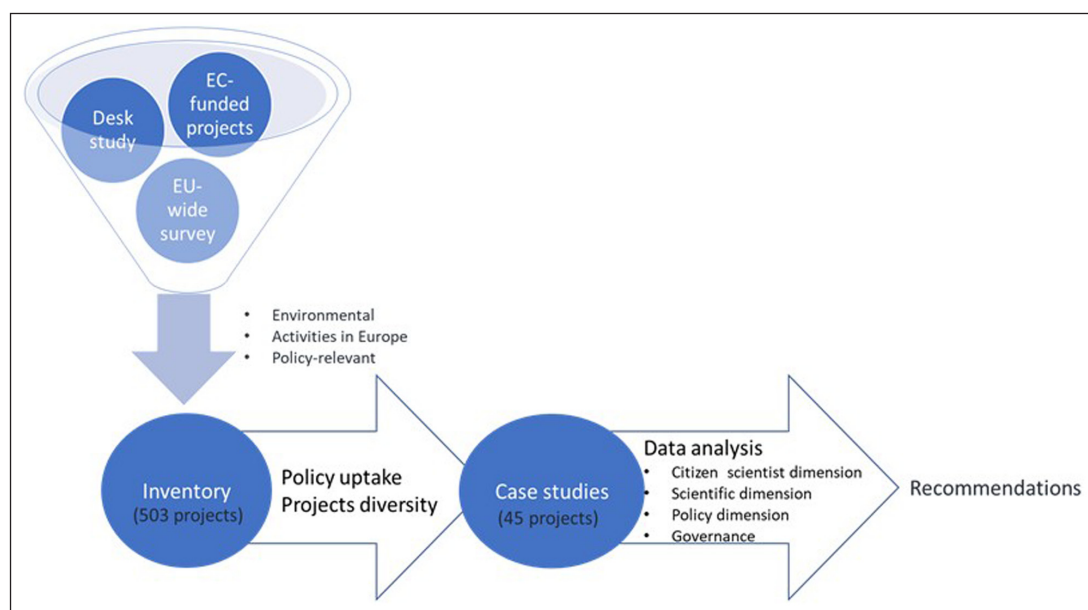 Desk
study
EC-
funded
projects
EU-
wide
survey
• Environmental
• Activities in Europe
• Policy-relevant
Inventory
(503 projects)
Policy uptake
Projects diversity
Case studies
(45 projects)
Data analysis
• Citizen scientist dimension
• Scientific dimension
• Policy dimension
• Governance
Recommendations